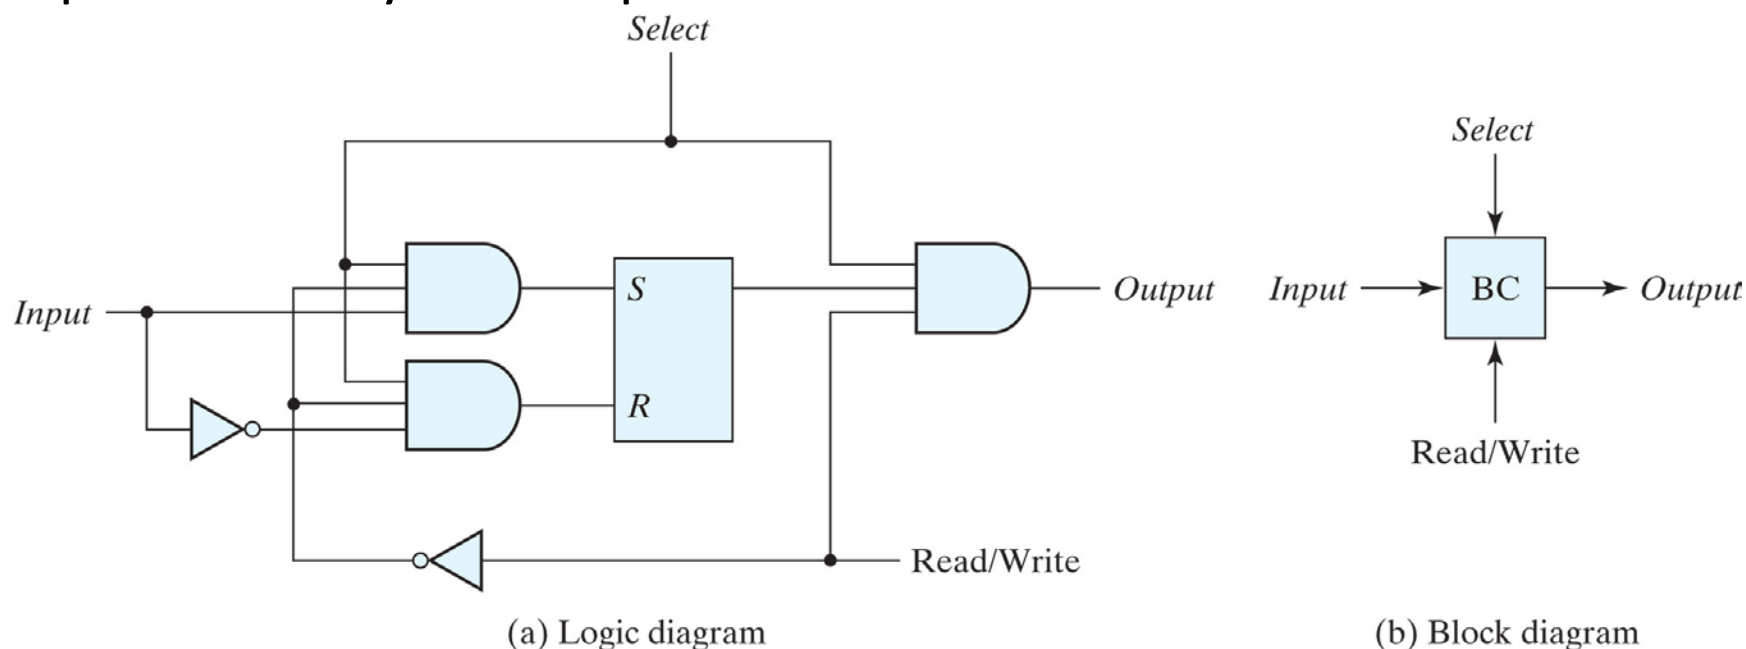 Select
Input
S
R
Output
Read/Write
(a) Logic diagram
Select
Input
BC
Output
Read/Write
(b) Block diagram